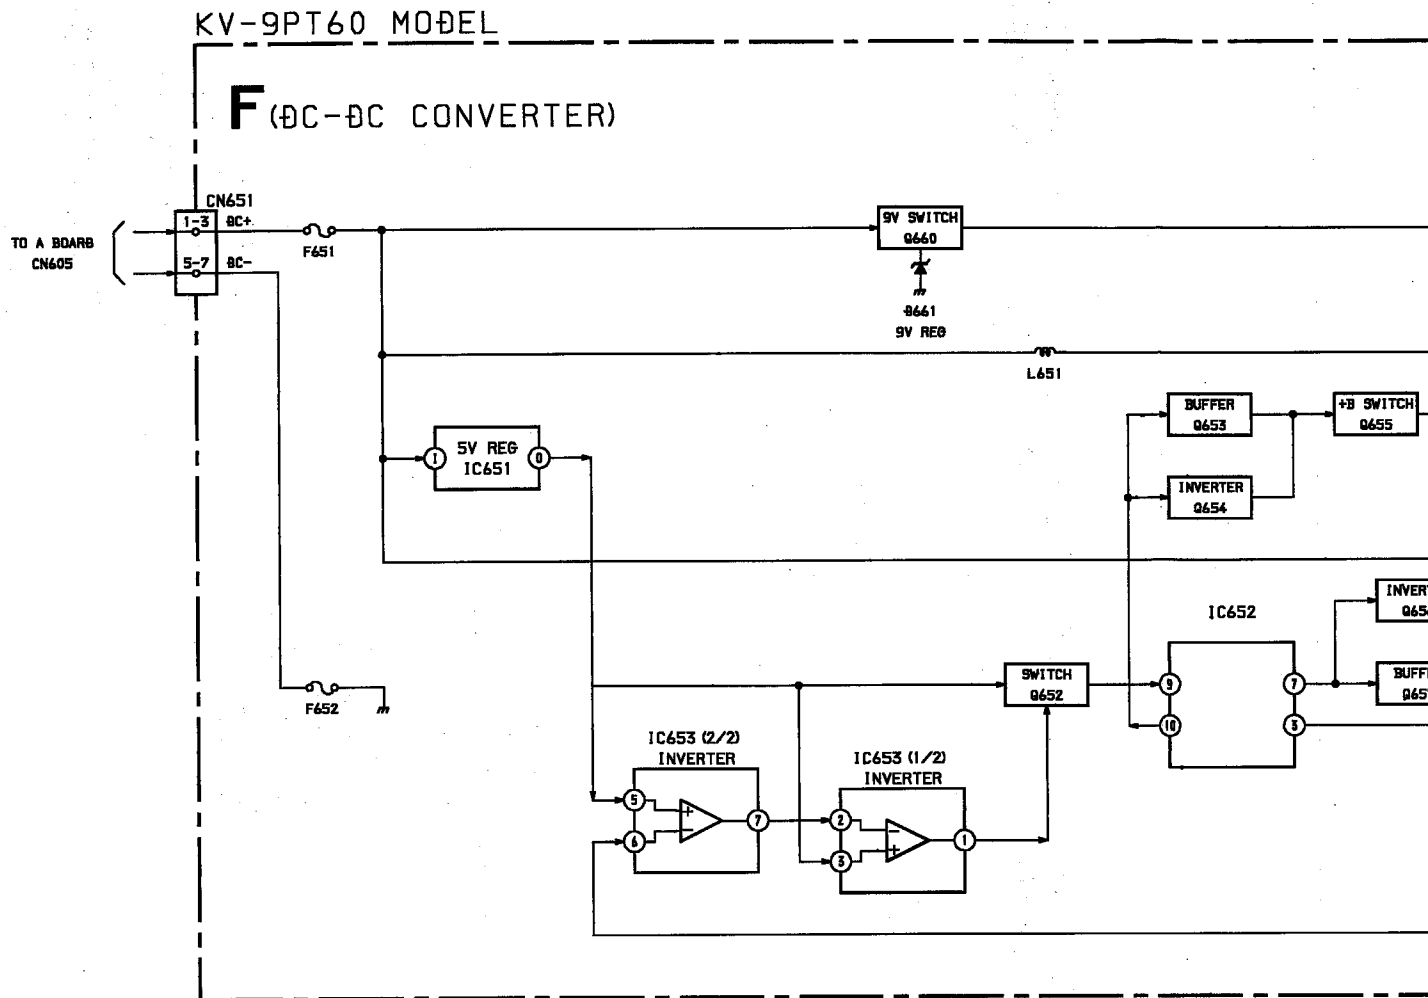 KV-9PT60 MODEL
F (DC-DC CONVERTER)
CN651
1-3 DC+
TO A BOARD
CN605
5-7 DC-
F651
9V SWITCH
Q660
D661
9V REG
L651
BUFFER
Q653
+B SWITCH
Q655
5V REG
IC651
I
O
INVERTER
Q654
IC652
INVER
BUFF
SWITCH
Q652
9
7
10
3
F652
IC653 (2/2)
INVERTER
IC653 (1/2)
INVERTER
5
6
7
2
3
1